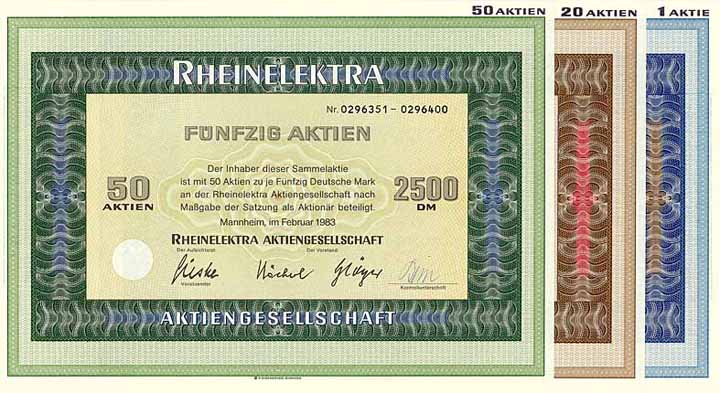 50 AKTIEN
20 AKTIEN
1 AKTIE
RHEINELEKTRA
Nr. 0296351 - 0296400
FÜNFZIG AKTIEN
Der Inhaber dieser Sammelaktie
ist mit 50 Aktien zu je Fünfzig Deutsche Mark
an der Rheinelektra Aktiengesellschaft nach
Maßgabe der Satzung als Aktionär beteiligt.
Mannheim, im Februar 1983
50
AKTIEN
2500
DM
RHEINELEKTRA AKTIENGESELLSCHAFT
Der Aufsichtsrat
Der Vorstand
Vorsitzender
Kontrollunterschrift
AKTIENGESELLSCHAFT